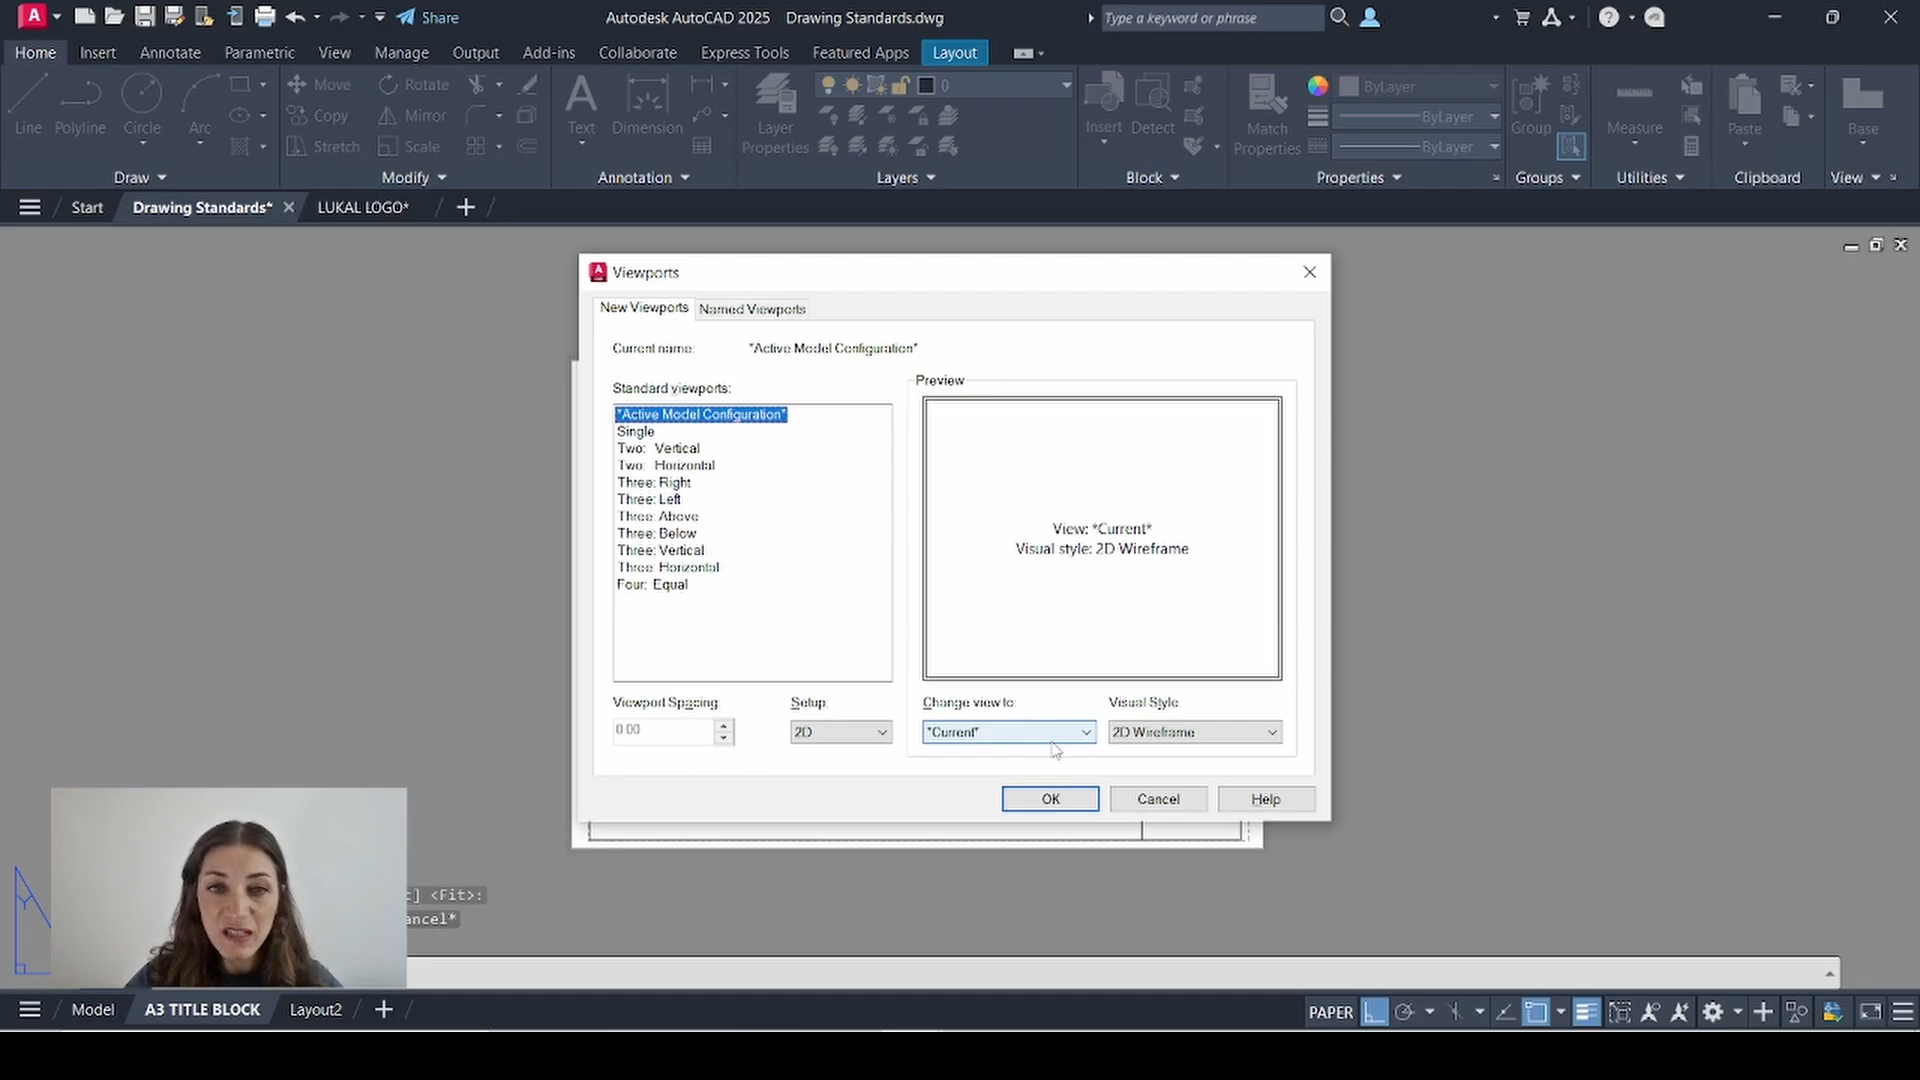 Share
Autodesk AutoCAD 2025 Drawing Standards.dwg
Type a keyword or phrase
Home Insert Annotate Parametric View Manage Output Add-ins Collaborate Express Tools Featured Apps Layout
Line Polyline Circle Arc
Move Rotate
Copy Mirror
Stretch Scale
Text Dimension
Layer Properties
0
Insert Detect
Match Properties
ByLayer
ByLayer
ByLayer
Group
Measure
Paste
Base
Draw Modify Annotation Layers Block Properties Groups Utilities Clipboard View
Start Drawing Standards* LUKAL LOGO*
Viewports
New Viewports Named Viewports
Current name: *Active Model Configuration*
Standard viewports:
Preview
*Active Model Configuration*
Single
Two: Vertical
Two: Horizontal
Three: Right
Three: Left
Three: Above
Three: Below
Three: Vertical
Three: Horizontal
Four: Equal
View: *Current*
Visual style: 2D Wireframe
Viewport Spacing: Setup: Change view to: Visual Style:
0.00 2D *Current* 2D Wireframe
OK Cancel Help
t] <Fit>:
ancel*
Y
Model A3 TITLE BLOCK Layout2
PAPER